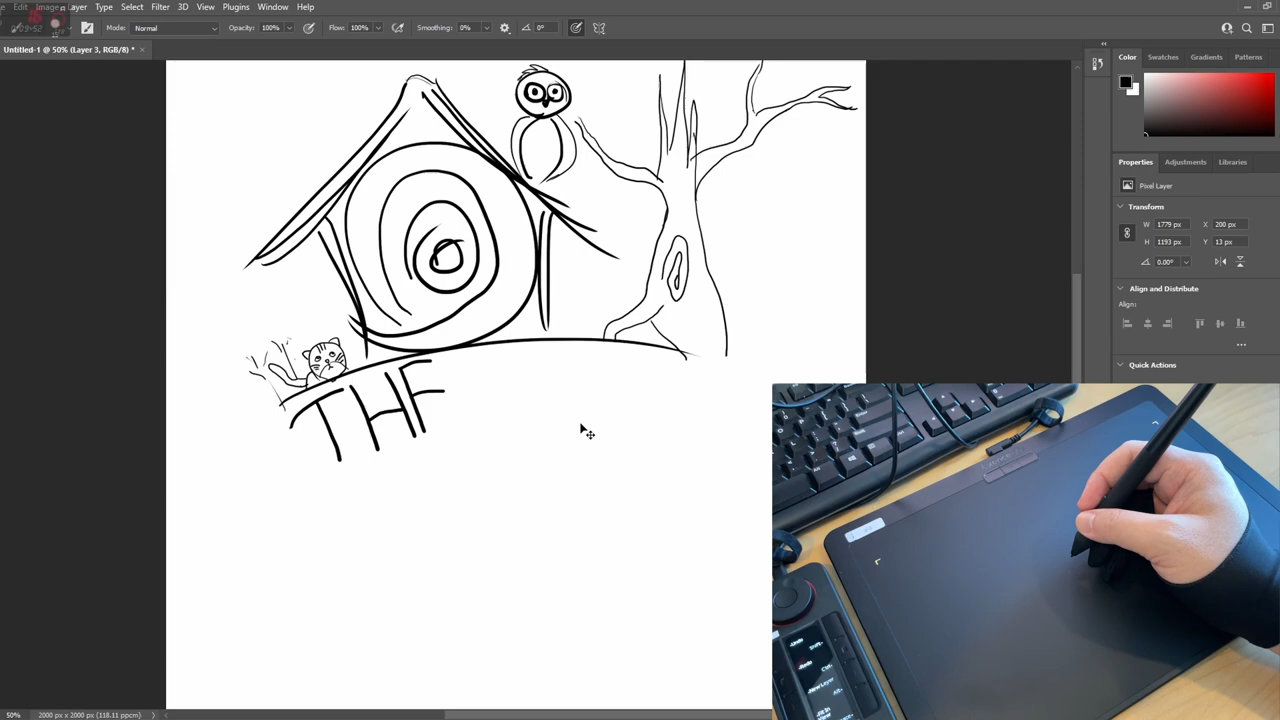 Edit Image Layer Type Select Filter 3D View Plugins Window Help
Mode: Normal Opacity: 100% Flow: 100% Smoothing: 0% 0°
Untitled-1 @ 50% (Layer 3, RGB/8) * ×
Color Swatches Gradients Patterns
Properties Adjustments Libraries
Pixel Layer
Transform
W 1779 px X 200 px
H 1193 px Y 13 px
0.00°
Align and Distribute
Align:
Quick Actions
THF
50% 2000 px x 2000 px (118.11 ppcm)